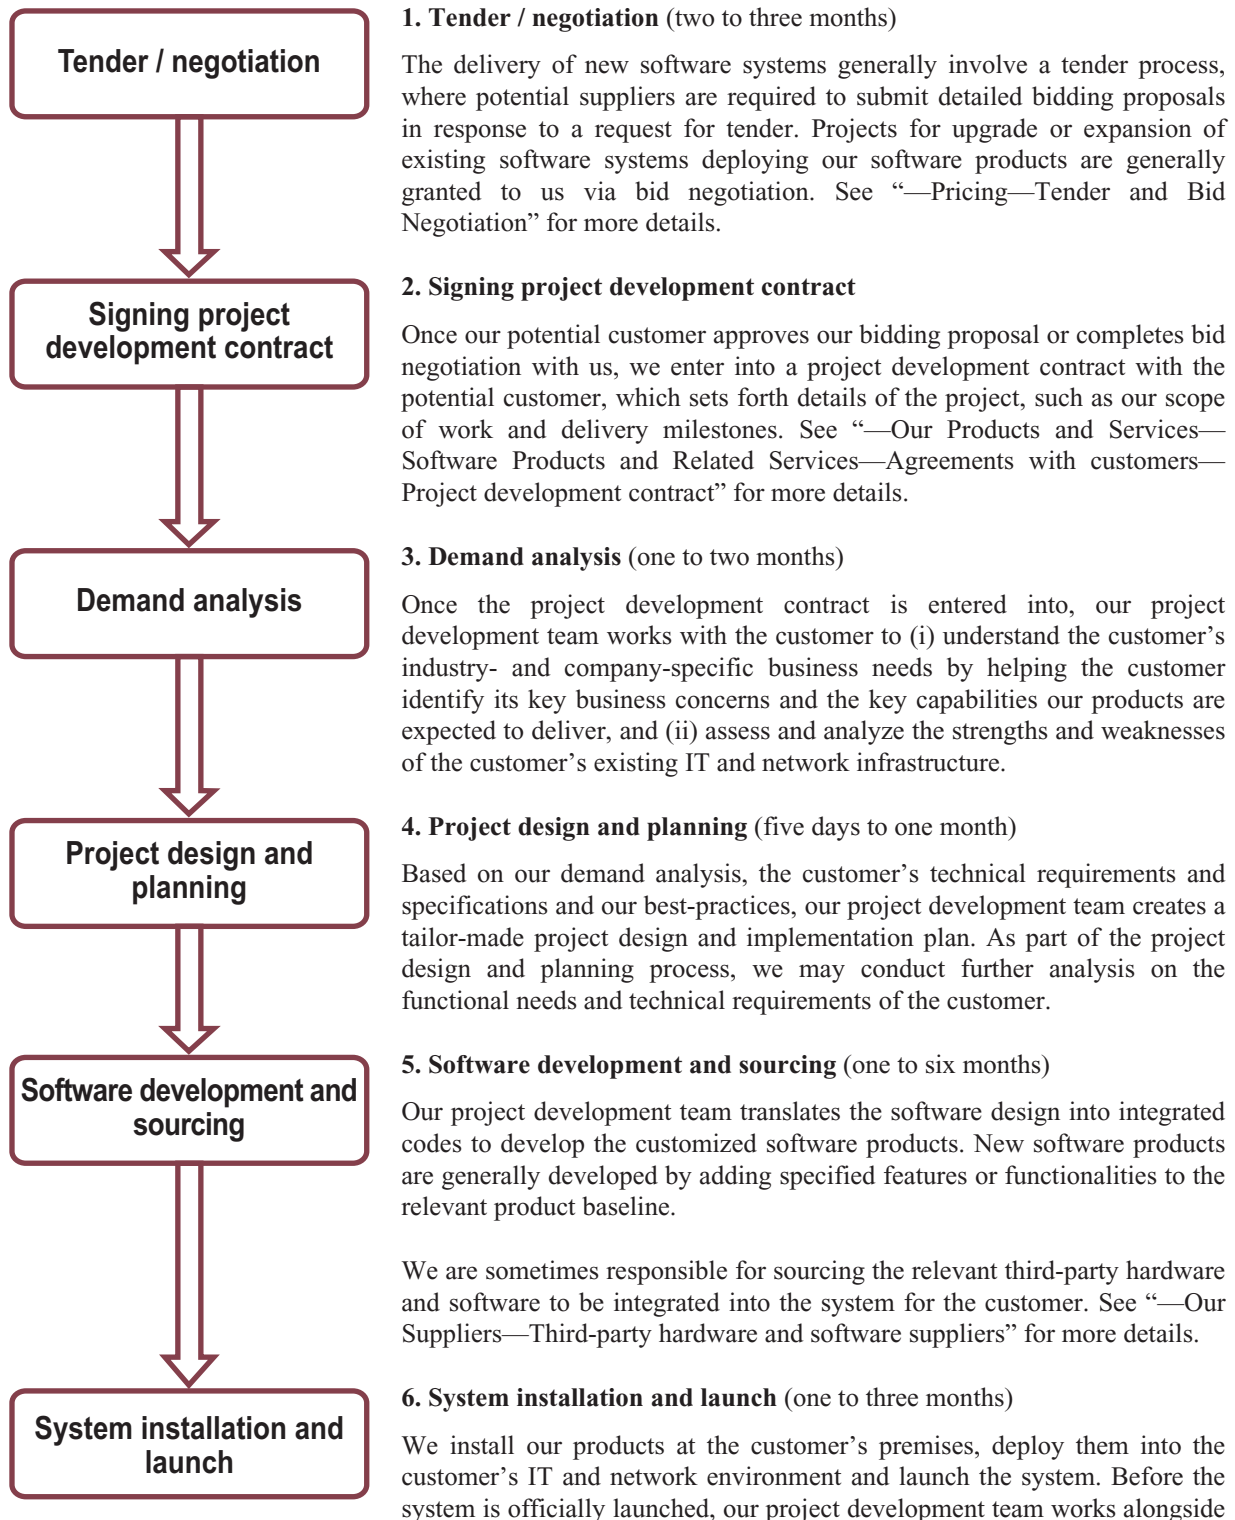 Tender / negotiation
1. Tender / negotiation (two to three months)
The delivery of new software systems generally involve a tender process,
where potential suppliers are required to submit detailed bidding proposals
in response to a request for tender. Projects for upgrade or expansion of
existing software systems deploying our software products are generally
granted to us via bid negotiation. See “—Pricing—Tender and Bid
Negotiation” for more details.
Signing project
development contract
2. Signing project development contract
Once our potential customer approves our bidding proposal or completes bid
negotiation with us, we enter into a project development contract with the
potential customer, which sets forth details of the project, such as our scope
of work and delivery milestones. See “—Our Products and Services—
Software Products and Related Services—Agreements with customers—
Project development contract” for more details.
Demand analysis
3. Demand analysis (one to two months)
Once the project development contract is entered into, our project
development team works with the customer to (i) understand the customer’s
industry- and company-specific business needs by helping the customer
identify its key business concerns and the key capabilities our products are
expected to deliver, and (ii) assess and analyze the strengths and weaknesses
of the customer’s existing IT and network infrastructure.
Project design and
planning
4. Project design and planning (five days to one month)
Based on our demand analysis, the customer’s technical requirements and
specifications and our best-practices, our project development team creates a
tailor-made project design and implementation plan. As part of the project
design and planning process, we may conduct further analysis on the
functional needs and technical requirements of the customer.
Software development and
sourcing
5. Software development and sourcing (one to six months)
Our project development team translates the software design into integrated
codes to develop the customized software products. New software products
are generally developed by adding specified features or functionalities to the
relevant product baseline.
We are sometimes responsible for sourcing the relevant third-party hardware
and software to be integrated into the system for the customer. See “—Our
Suppliers—Third-party hardware and software suppliers” for more details.
System installation and
launch
6. System installation and launch (one to three months)
We install our products at the customer’s premises, deploy them into the
customer’s IT and network environment and launch the system. Before the
system is officially launched, our project development team works alongside